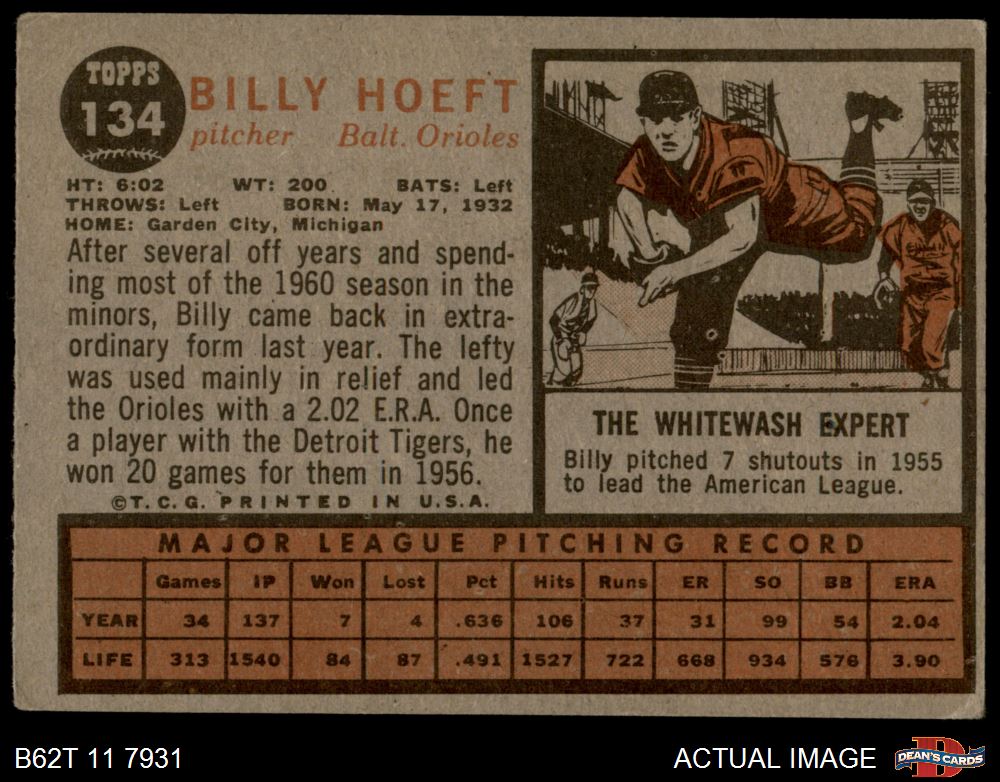 TOPPS
134
BILLY HOEFT
pitcher Balt. Orioles
HT: 6:02 WT: 200 BATS: Left
THROWS: Left BORN: May 17, 1932
HOME: Garden City, Michigan
After several off years and spend-
ing most of the 1960 season in the
minors, Billy came back in extra-
ordinary form last year. The lefty
was used mainly in relief and led
the Orioles with a 2.02 E.R.A. Once
a player with the Detroit Tigers, he
won 20 games for them in 1956.
©T.C.G. PRINTED IN U.S.A.
THE WHITEWASH EXPERT
Billy pitched 7 shutouts in 1955
to lead the American League.
MAJOR LEAGUE PITCHING RECORD
Games IP Won Lost Pct Hits Runs ER SO BB ERA
YEAR 34 137 7 4 .636 106 37 31 99 54 2.04
LIFE 313 1540 84 87 .491 1527 722 668 934 576 3.90
B62T 11 7931
ACTUAL IMAGE
D
DEAN'S CARDS